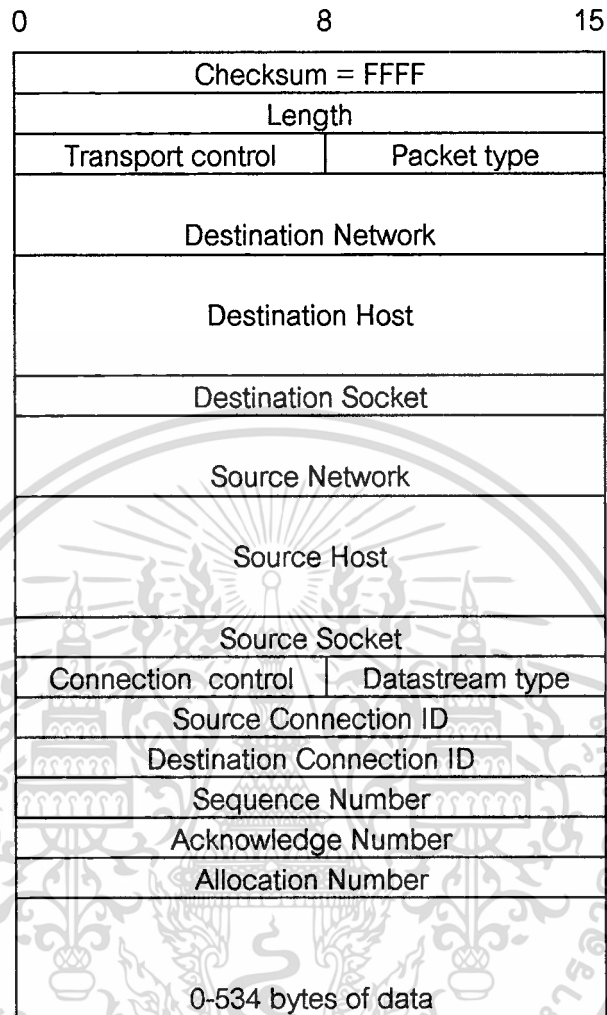 0 8 15
Checksum = FFFF
Length
Transport control Packet type
Destination Network
Destination Host
Destination Socket
Source Network
Source Host
Source Socket
Connection control Datastream type
Source Connection ID
Destination Connection ID
Sequence Number
Acknowledge Number
Allocation Number
0-534 bytes of data